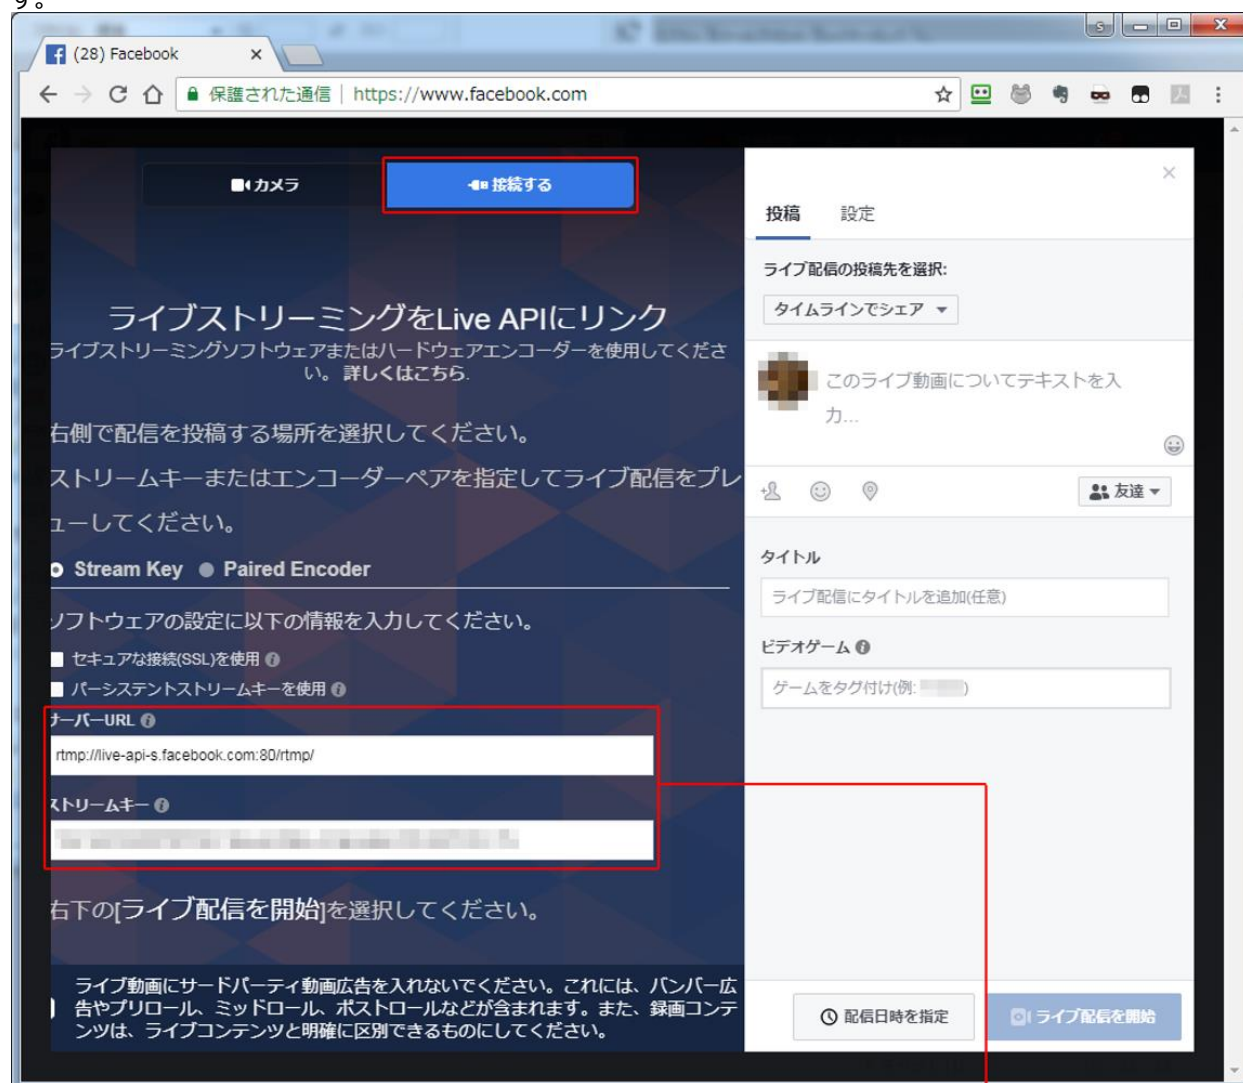 す。
(28) Facebook
保護された通信 | https://www.facebook.com
カメラ
接続する
ライブストリーミングをLive APIにリンク
ライブストリーミングソフトウェアまたはハードウェアエンコーダーを使用してくださ
い。詳しくはこちら.
右側で配信を投稿する場所を選択してください。
ストリームキーまたはエンコーダーペアを指定してライブ配信をプレ
ューしてください。
Stream Key Paired Encoder
ソフトウェアの設定に以下の情報を入力してください。
セキュアな接続(SSL)を使用
パーシステントストリームキーを使用
サーバーURL
rtmp://live-api-s.facebook.com:80/rtmp/
ストリームキー
右下の[ライブ配信を開始]を選択してください。
ライブ動画にサードパーティ動画広告を入れないでください。これには、バンパー広
告やプリロール、ミッドロール、ポストロールなどが含まれます。また、録画コンテ
ンツは、ライブコンテンツと明確に区別できるものにしてください。
投稿 設定
ライブ配信の投稿先を選択:
タイムラインでシェア
このライブ動画についてテキストを入
力...
友達
タイトル
ライブ配信にタイトルを追加(任意)
ビデオゲーム
ゲームをタグ付け(例: )
配信日時を指定
ライブ配信を開始